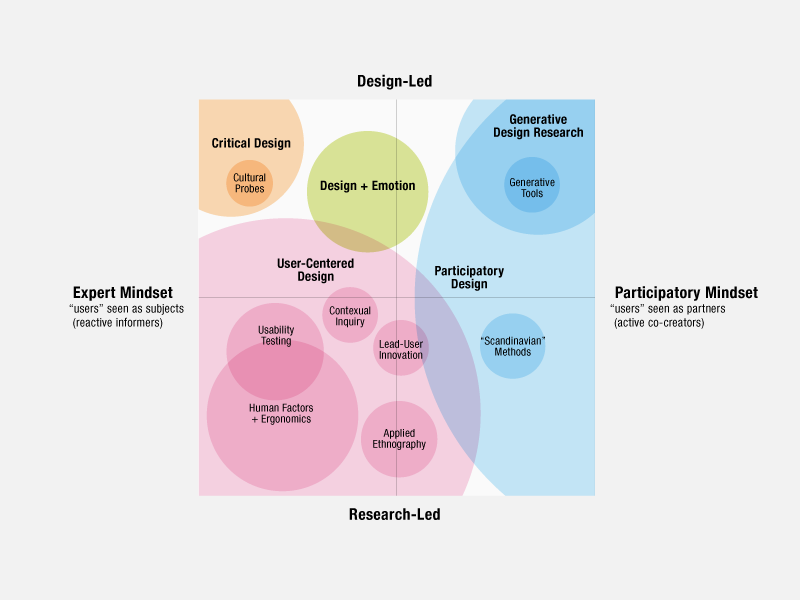 Design-Led
Generative
Design Research
Critical Design
Cultural
Probes
Design + Emotion
Generative
Tools
User-Centered
Design
Participatory
Design
Expert Mindset
“users” seen as subjects
(reactive informers)
Participatory Mindset
“users” seen as partners
(active co-creators)
Contexual
Inquiry
Usability
Testing
Lead-User
Innovation
“Scandinavian”
Methods
Human Factors
+ Ergonomics
Applied
Ethnography
Research-Led